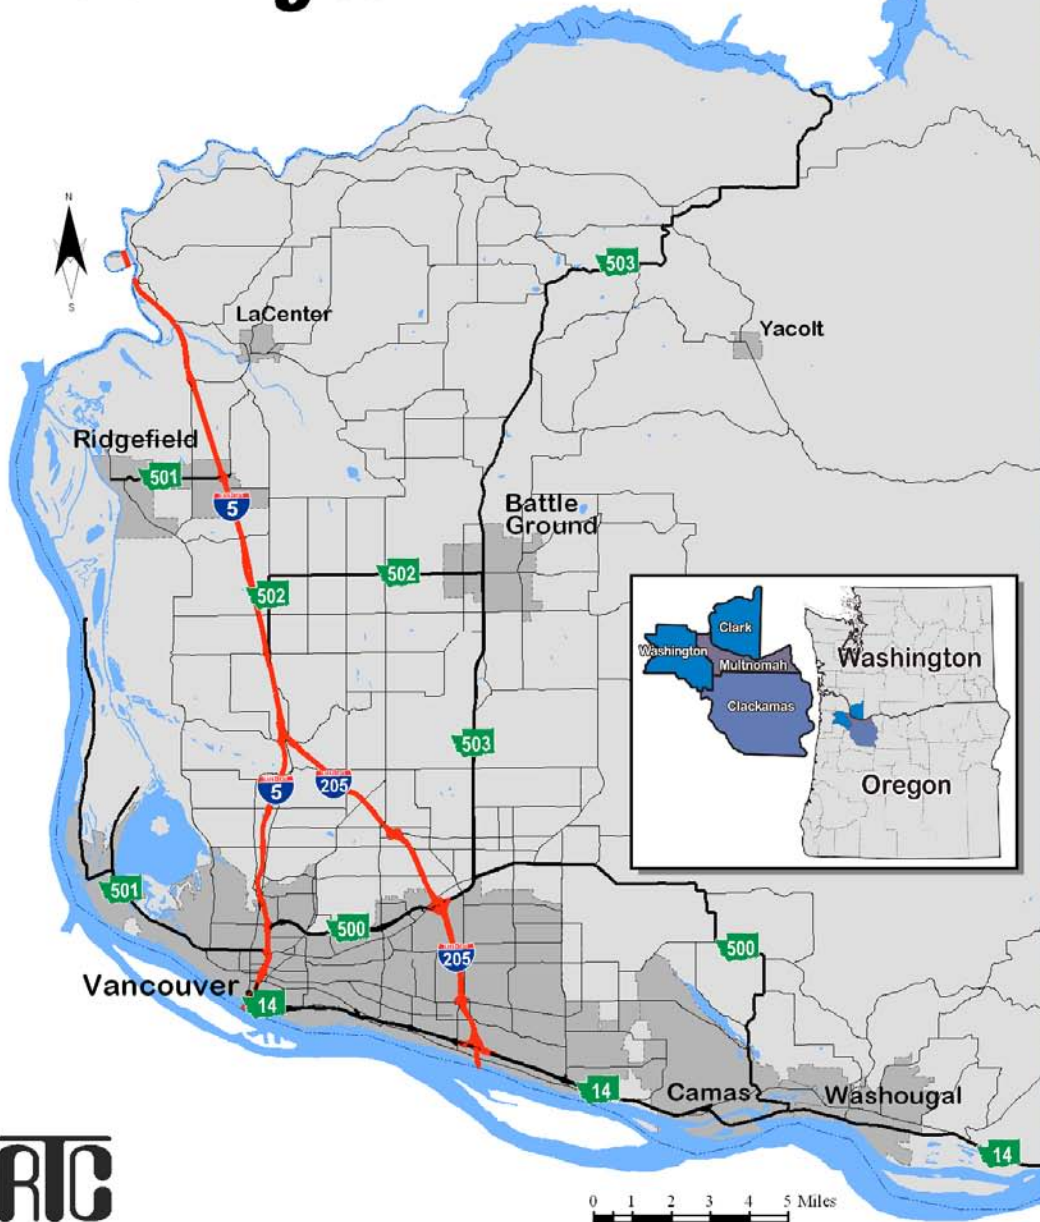 N
S
503
LaCenter
Yacolt
Ridgefield
501
5
Battle
Ground
502
502
Clark
Washington
Multnomah
Clackamas
Washington
Oregon
503
5
205
501
500
500
205
Vancouver
14
14
Camas
Washougal
14
RTC
0 1 2 3 4 5 Miles